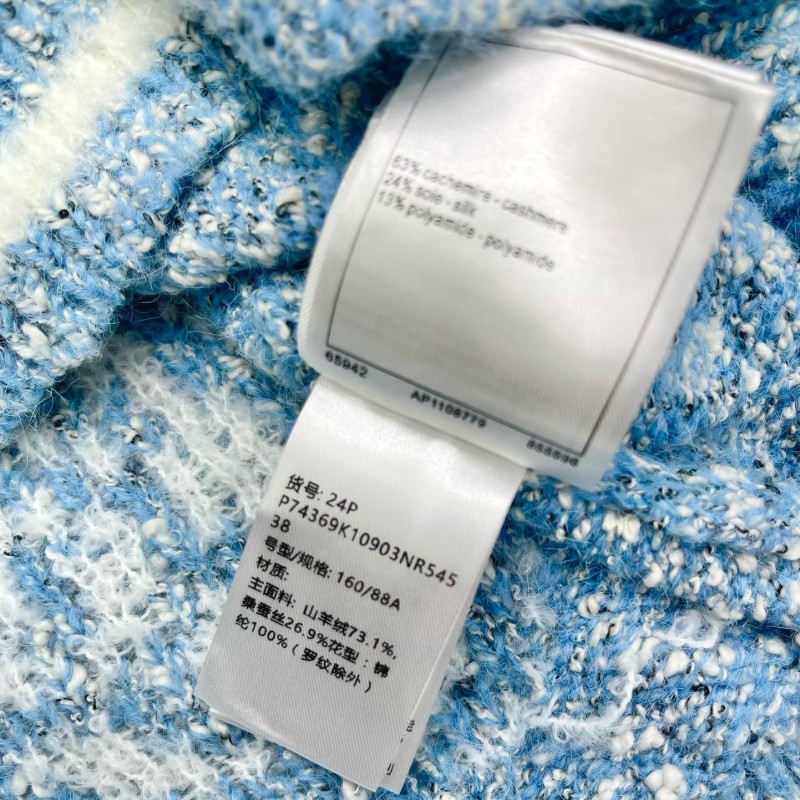 63% cachemire - cashmere
24% soie - silk
13% polyamide - polyamide
65942
AP1108779
货号: 24P
P74369K10903NR545
38
号型/规格: 160/88A
材质:
主面料: 山羊绒73.1%,
桑蚕丝26.9%花型：锦
纶100%（罗纹除外）